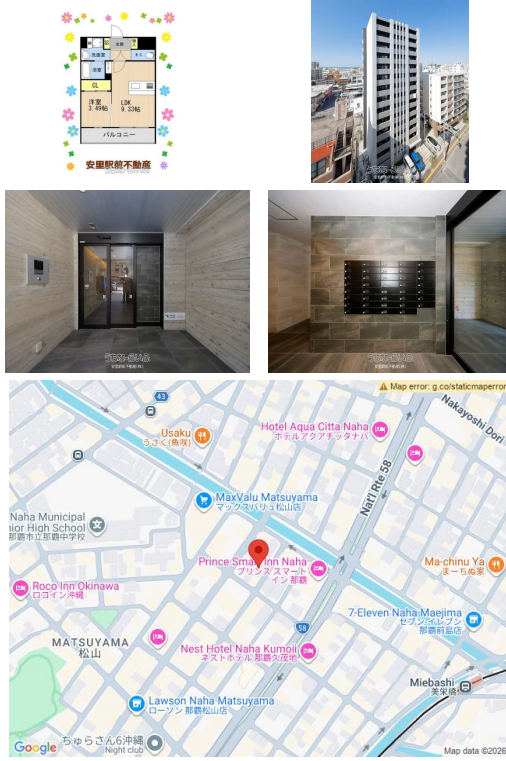 玄関
洗面室
浴室
CL
洋室
3.49帖
LDK
9.33帖
バルコニー
安里駅前不動産
Map error: g.co/staticmaperror
43
Nakayoshi Dori
Usaku
うさく(魚咲)
Hotel Aqua Citta Naha
ホテルアクアチッタナハ
Nat'l Rte 58
MaxValu Matsuyama
マックスバリュ松山店
Naha Municipal
nior High School
那覇市立那覇中学校
Prince Smart Inn Naha
プリンス スマート
イン 那覇
Ma-chinu Ya
まーちぬ家
Roco Inn Okinawa
ロコイン沖縄
7-Eleven Naha Maejima
セブン-イレブン
那覇前島店
58
MATSUYAMA
松山
Nest Hotel Naha Kumoji
ネストホテル那覇久茂地
Miebashi
美栄橋
Lawson Naha Matsuyama
ローソン 那覇松山店
ちゅらさん6沖縄
Night club
Google
Map data ©2026